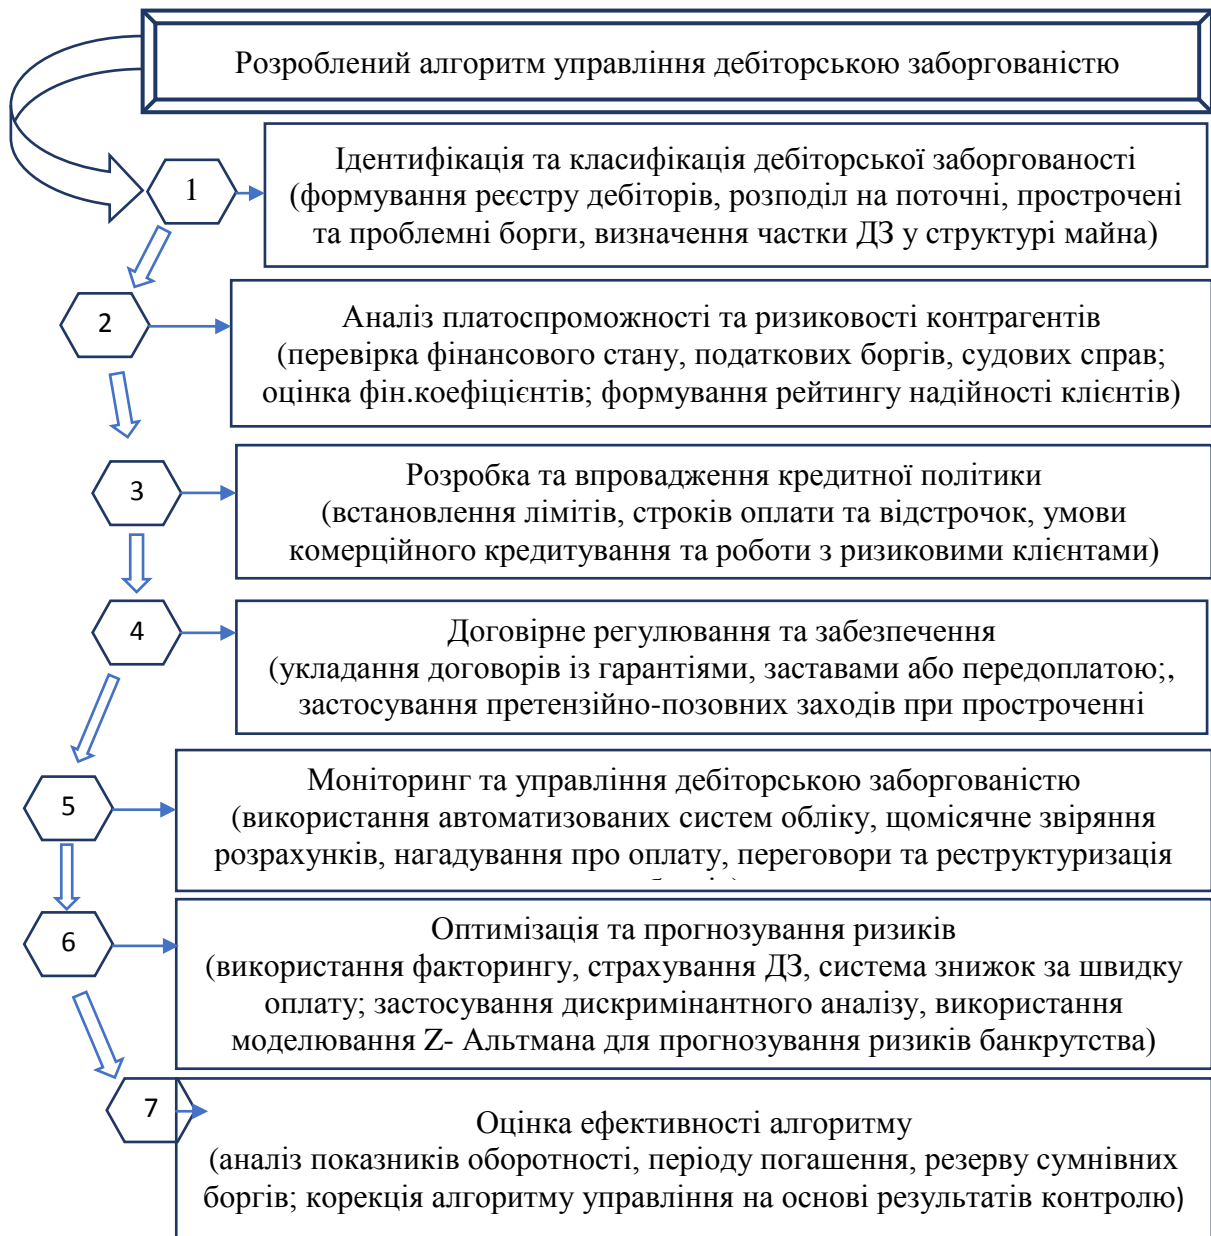 Розроблений алгоритм управління дебіторською заборгованістю
1
Ідентифікація та класифікація дебіторської заборгованості
(формування реєстру дебіторів, розподіл на поточні, прострочені
та проблемні борги, визначення частки ДЗ у структурі майна)
2
Аналіз платоспроможності та ризиковості контрагентів
(перевірка фінансового стану, податкових боргів, судових справ;
оцінка фін.коефіцієнтів; формування рейтингу надійності клієнтів)
3
Розробка та впровадження кредитної політики
(встановлення лімітів, строків оплати та відстрочок, умови
комерційного кредитування та роботи з ризиковими клієнтами)
4
Договірне регулювання та забезпечення
(укладання договорів із гарантіями, заставами або передоплатою;,
застосування претензійно-позовних заходів при простроченні
5
Моніторинг та управління дебіторською заборгованістю
(використання автоматизованих систем обліку, щомісячне звіряння
розрахунків, нагадування про оплату, переговори та реструктуризація
6
Оптимізація та прогнозування ризиків
(використання факторингу, страхування ДЗ, система знижок за швидку
оплату; застосування дискримінантного аналізу, використання
моделювання Z- Альтмана для прогнозування ризиків банкрутства)
7
Оцінка ефективності алгоритму
(аналіз показників оборотності, періоду погашення, резерву сумнівних
боргів; корекція алгоритму управління на основі результатів контролю)